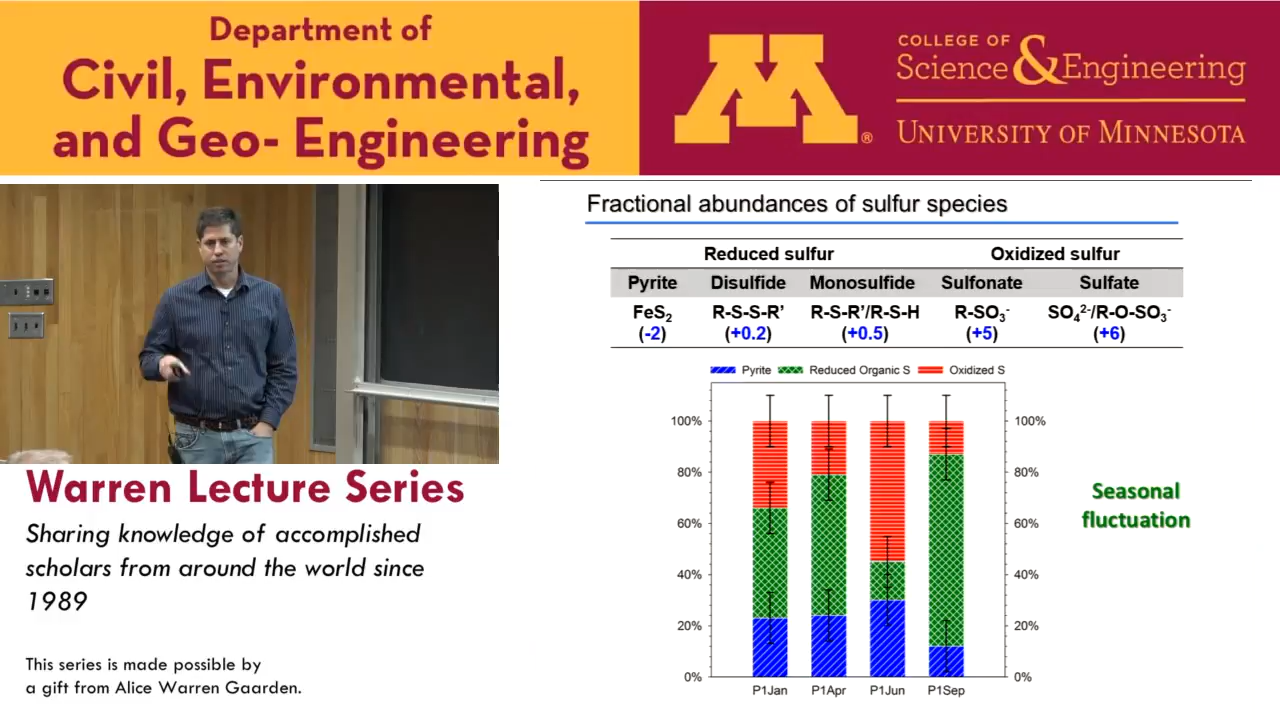 Department of
Civil, Environmental,
and Geo- Engineering
M®
COLLEGE OF
Science & Engineering
UNIVERSITY OF MINNESOTA
Warren Lecture Series
Sharing knowledge of accomplished
scholars from around the world since
1989
This series is made possible by
a gift from Alice Warren Gaarden.
Fractional abundances of sulfur species
Reduced sulfur Oxidized sulfur
Pyrite Disulfide Monosulfide Sulfonate Sulfate
FeS₂ R-S-S-R’ R-S-R’/R-S-H R-SO₃⁻ SO₄²⁻/R-O-SO₃⁻
(-2) (+0.2) (+0.5) (+5) (+6)
Pyrite Reduced Organic S Oxidized S
100% 100%
80% 80%
60% 60%
40% 40%
20% 20%
0% 0%
P1Jan P1Apr P1Jun P1Sep
Seasonal
fluctuation